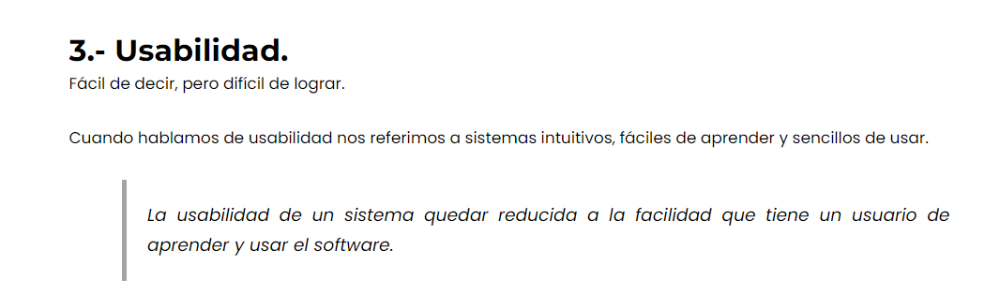 3.- Usabilidad.
Fácil de decir, pero difícil de lograr.
Cuando hablamos de usabilidad nos referimos a sistemas intuitivos, fáciles de aprender y sencillos de usar.
La usabilidad de un sistema quedar reducida a la facilidad que tiene un usuario de
aprender y usar el software.